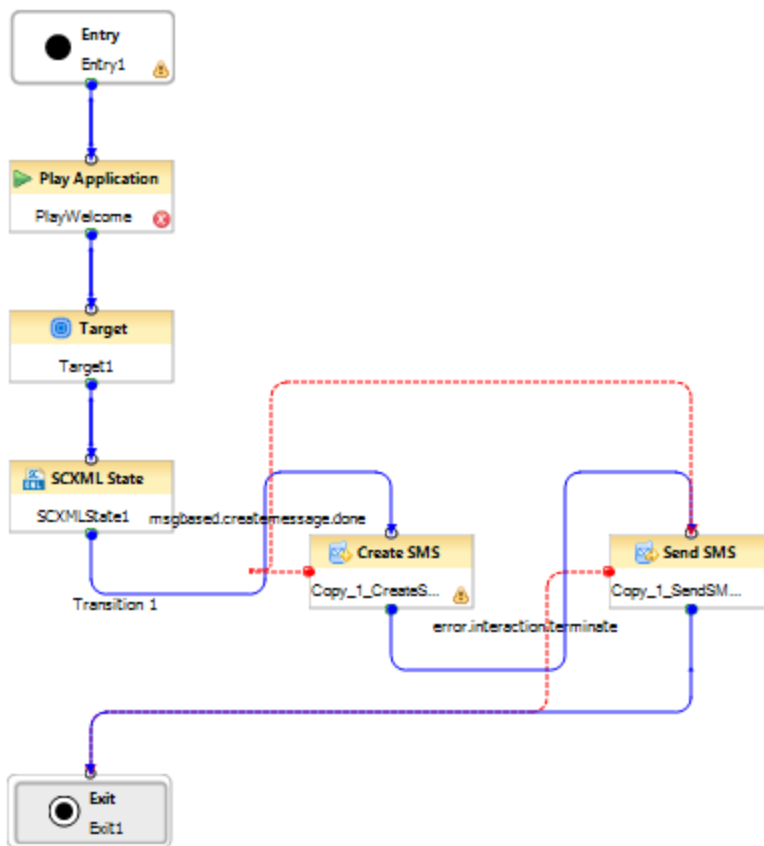 Entry
Entry1
Play Application
PlayWelcome
Target
Target1
SCXML State
SCXMLState1
msgbased.createmessage.done
Transition 1
Create SMS
Copy_1_CreateS...
Send SMS
Copy_1_SendSM...
error.interaction.terminate
Exit
Exit1